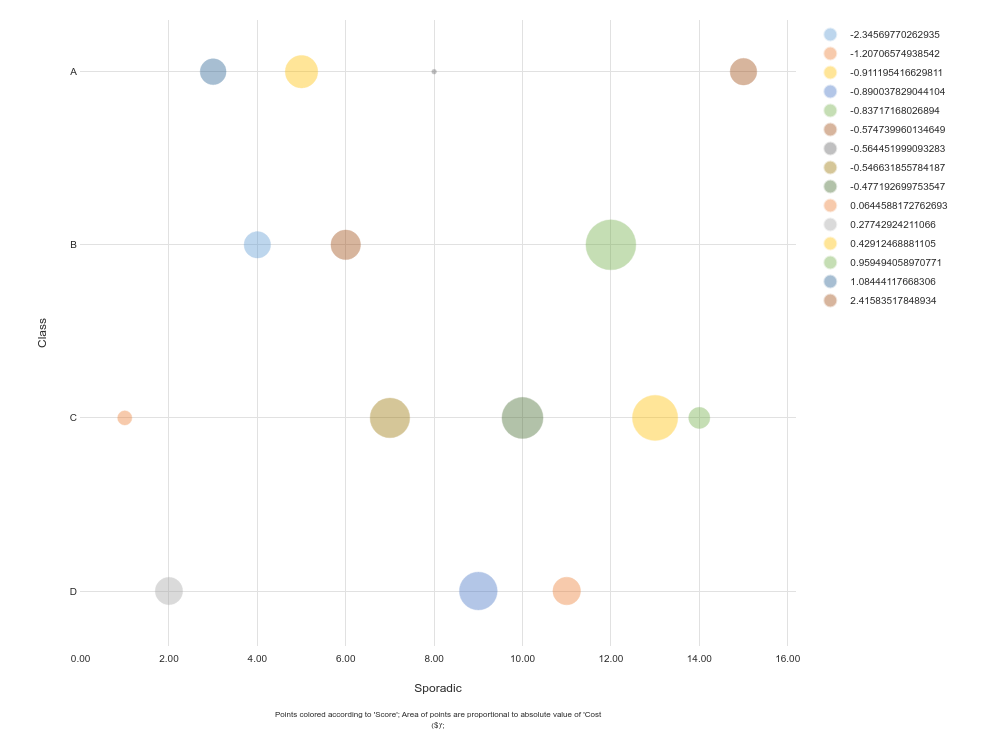 A
B
C
D
Class
0.00 2.00 4.00 6.00 8.00 10.00 12.00 14.00 16.00
Sporadic
Points colored according to 'Score'; Area of points are proportional to absolute value of 'Cost
($)';
-2.34569770262935
-1.20706574938542
-0.911195416629811
-0.890037829044104
-0.83717168026894
-0.574739960134649
-0.564451999093283
-0.546631855784187
-0.477192699753547
0.0644588172762693
0.27742924211066
0.42912468881105
0.959494058970771
1.08444117668306
2.41583517848934